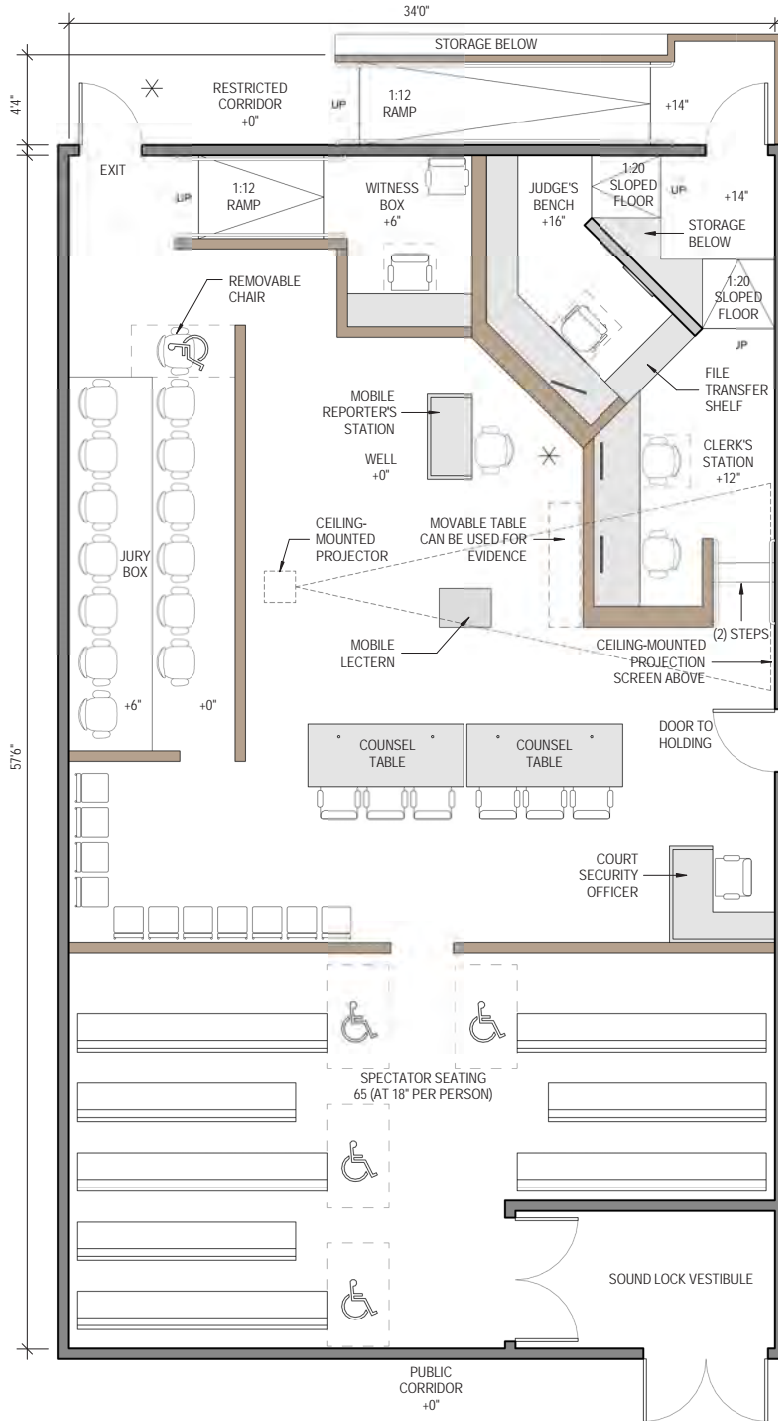 34'0"
STORAGE BELOW
4'4"
RESTRICTED
CORRIDOR
+0"
UP
1:12
RAMP
+14"
EXIT
UP
1:12
RAMP
WITNESS
BOX
+6"
JUDGE'S
BENCH
+16"
1:20
SLOPED
FLOOR
UP
+14"
STORAGE
BELOW
1:20
SLOPED
FLOOR
UP
REMOVABLE
CHAIR
FILE
TRANSFER
SHELF
MOBILE
REPORTER'S
STATION
WELL
+0"
CLERK'S
STATION
+12"
CEILING-
MOUNTED
PROJECTOR
MOVABLE TABLE
CAN BE USED FOR
EVIDENCE
JURY
BOX
MOBILE
LECTERN
(2) STEPS
CEILING-MOUNTED
PROJECTION
SCREEN ABOVE
+6"
+0"
DOOR TO
HOLDING
COUNSEL
TABLE
COUNSEL
TABLE
57'6"
COURT
SECURITY
OFFICER
SPECTATOR SEATING
65 (AT 18" PER PERSON)
SOUND LOCK VESTIBULE
PUBLIC
CORRIDOR
+0"